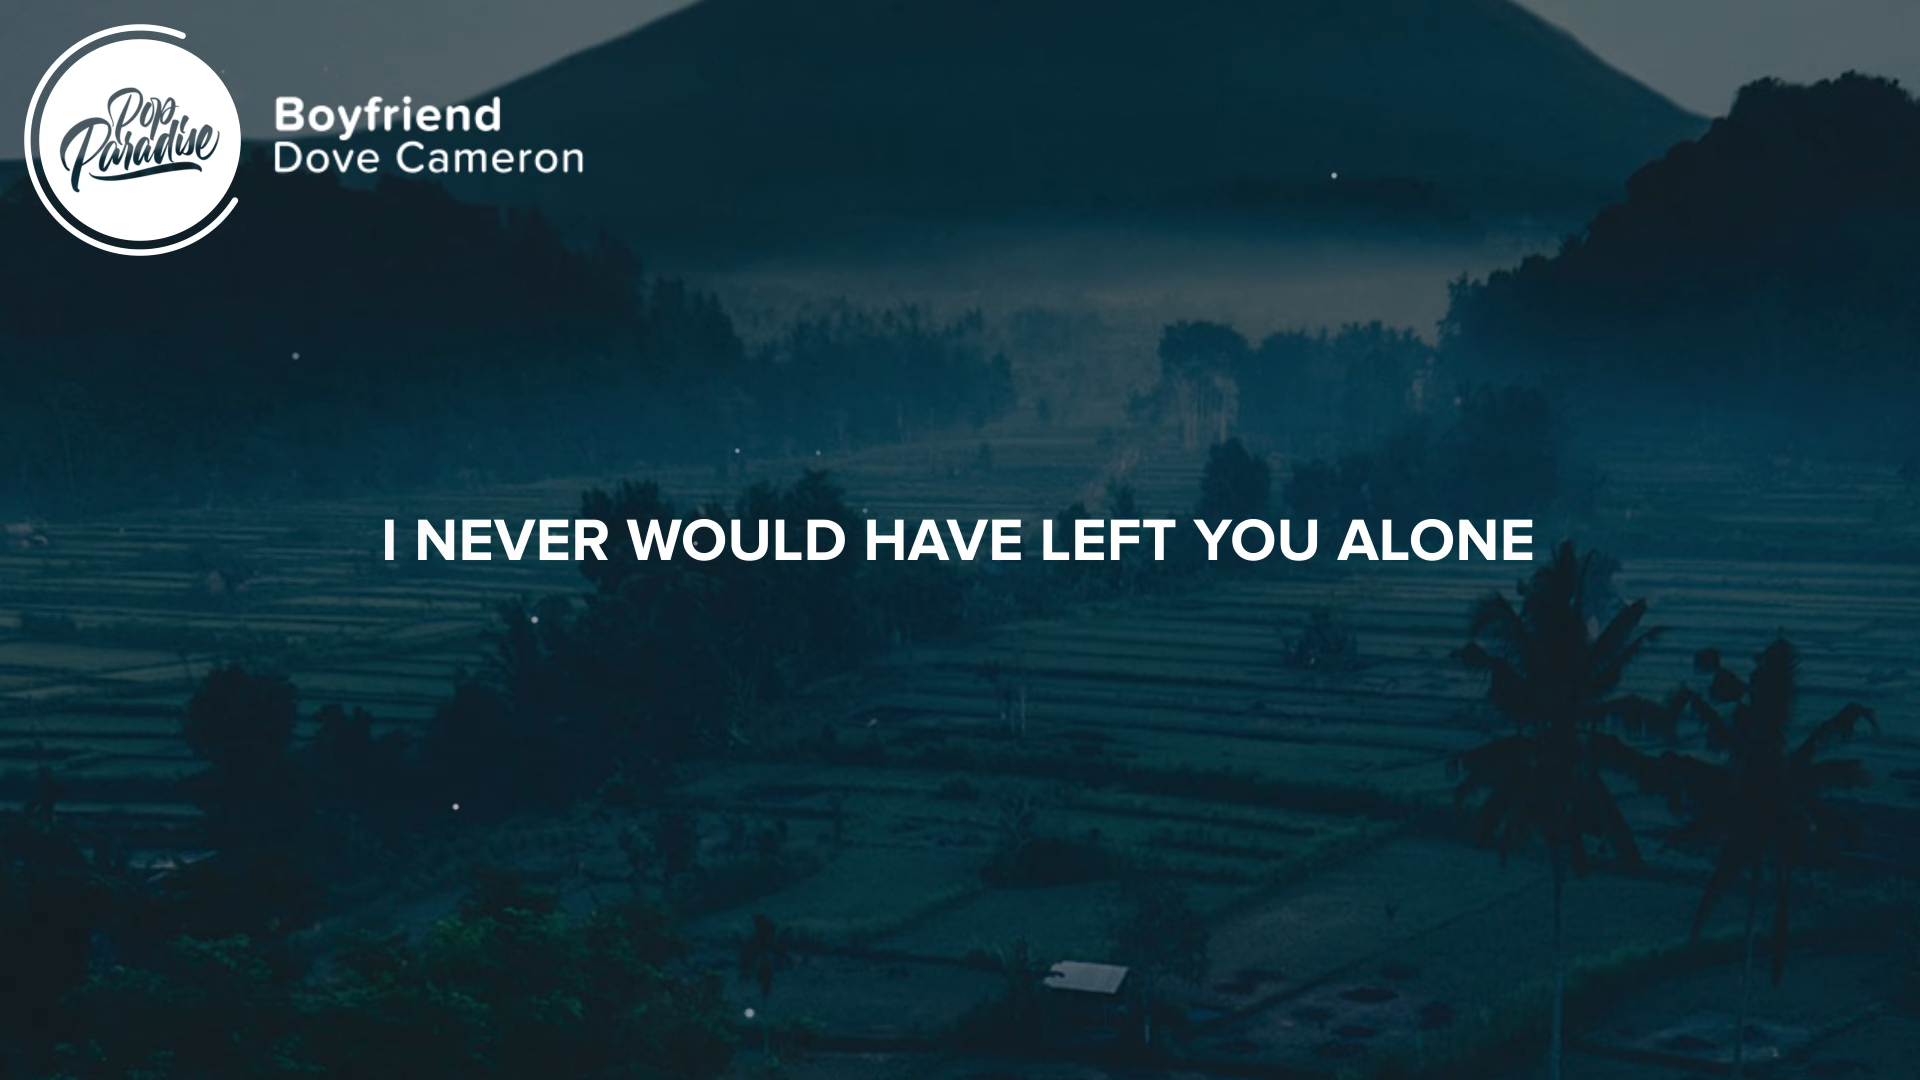 Pop
Paradise
Boyfriend
Dove Cameron
I NEVER WOULD HAVE LEFT YOU ALONE